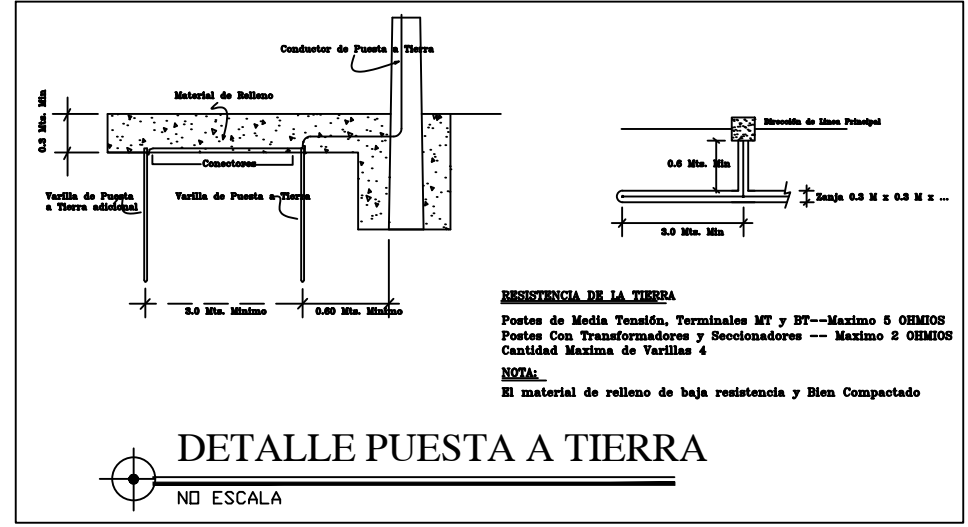 Conductor de Puesta a Tierra
Material de Relleno
0.3 Mts. Min
Conectores
Varilla de Puesta
a Tierra adicional
Varilla de Puesta a Tierra
3.0 Mts. Minimo
0.60 Mts. Minimo
Dirección de Linea Principal
0.6 Mts. Min
Zanja 0.3 M x 0.3 M x ...
3.0 Mts. Min
RESISTENCIA DE LA TIERRA
Postes de Media Tensión, Terminales MT y BT--Maximo 5 OHMIOS
Postes Con Transformadores y Seccionadores -- Maximo 2 OHMIOS
Cantidad Maxima de Varillas 4
NOTA:
El material de relleno de baja resistencia y Bien Compactado
DETALLE PUESTA A TIERRA
NO ESCALA